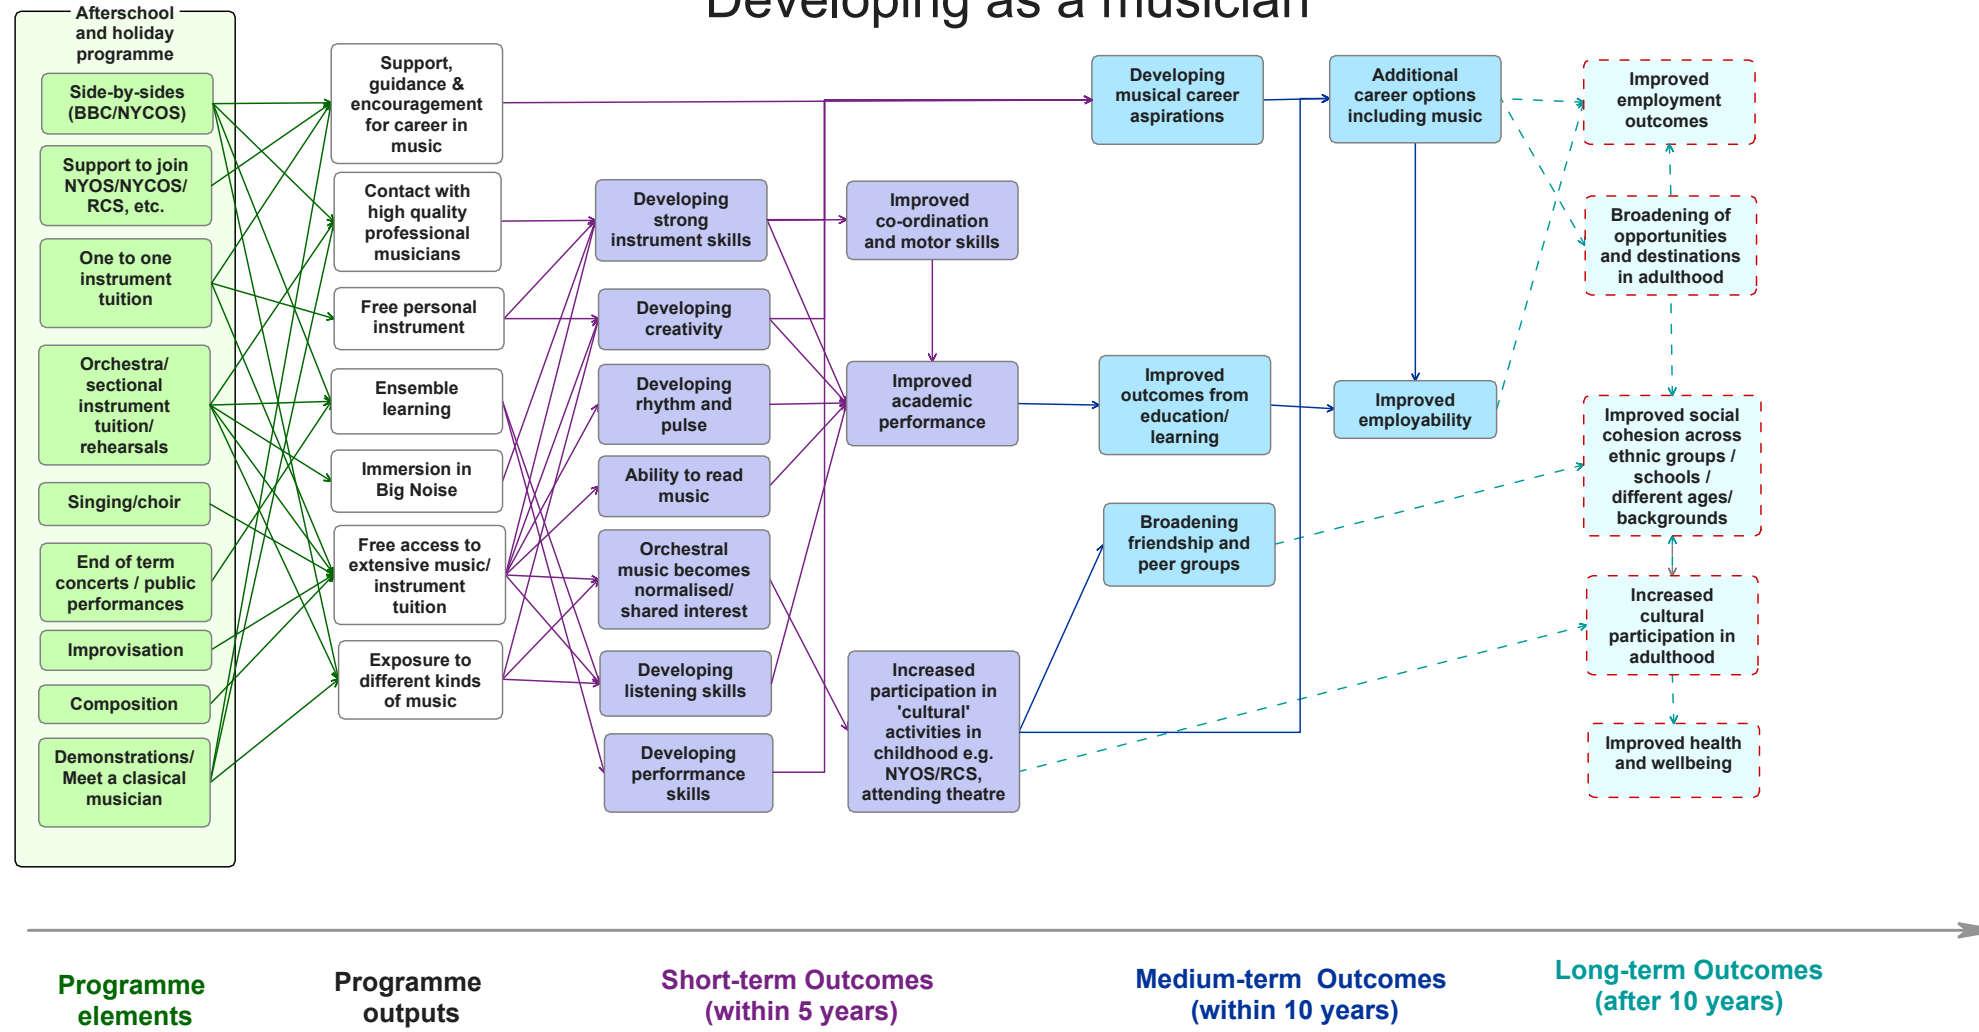 Developing as a musician
Afterschool
and holiday
programme
Side-by-sides
(BBC/NYCOS)
Support to join
NYOS/NYCOS/
RCS, etc.
One to one
instrument
tuition
Orchestra/
sectional
instrument
tuition/
rehearsals
Singing/choir
End of term
concerts / public
performances
Improvisation
Composition
Demonstrations/
Meet a clasical
musician
Support,
guidance &
encouragement
for career in
music
Contact with
high quality
professional
musicians
Free personal
instrument
Ensemble
learning
Immersion in
Big Noise
Free access to
extensive music/
instrument
tuition
Exposure to
different kinds
of music
Developing
strong
instrument skills
Developing
creativity
Developing
rhythm and
pulse
Ability to read
music
Orchestral
music becomes
normalised/
shared interest
Developing
listening skills
Developing
perforrmance
skills
Improved
co-ordination
and motor skills
Improved
academic
performance
Increased
participation in
'cultural'
activities in
childhood e.g.
NYOS/RCS,
attending theatre
Developing
musical career
aspirations
Improved
outcomes from
education/
learning
Broadening
friendship and
peer groups
Additional
career options
including music
Improved
employability
Improved
employment
outcomes
Broadening of
opportunities
and destinations
in adulthood
Improved social
cohesion across
ethnic groups /
schools /
different ages/
backgrounds
Increased
cultural
participation in
adulthood
Improved health
and wellbeing
Programme
elements
Programme
outputs
Short-term Outcomes
(within 5 years)
Medium-term  Outcomes
(within 10 years)
Long-term Outcomes
(after 10 years)